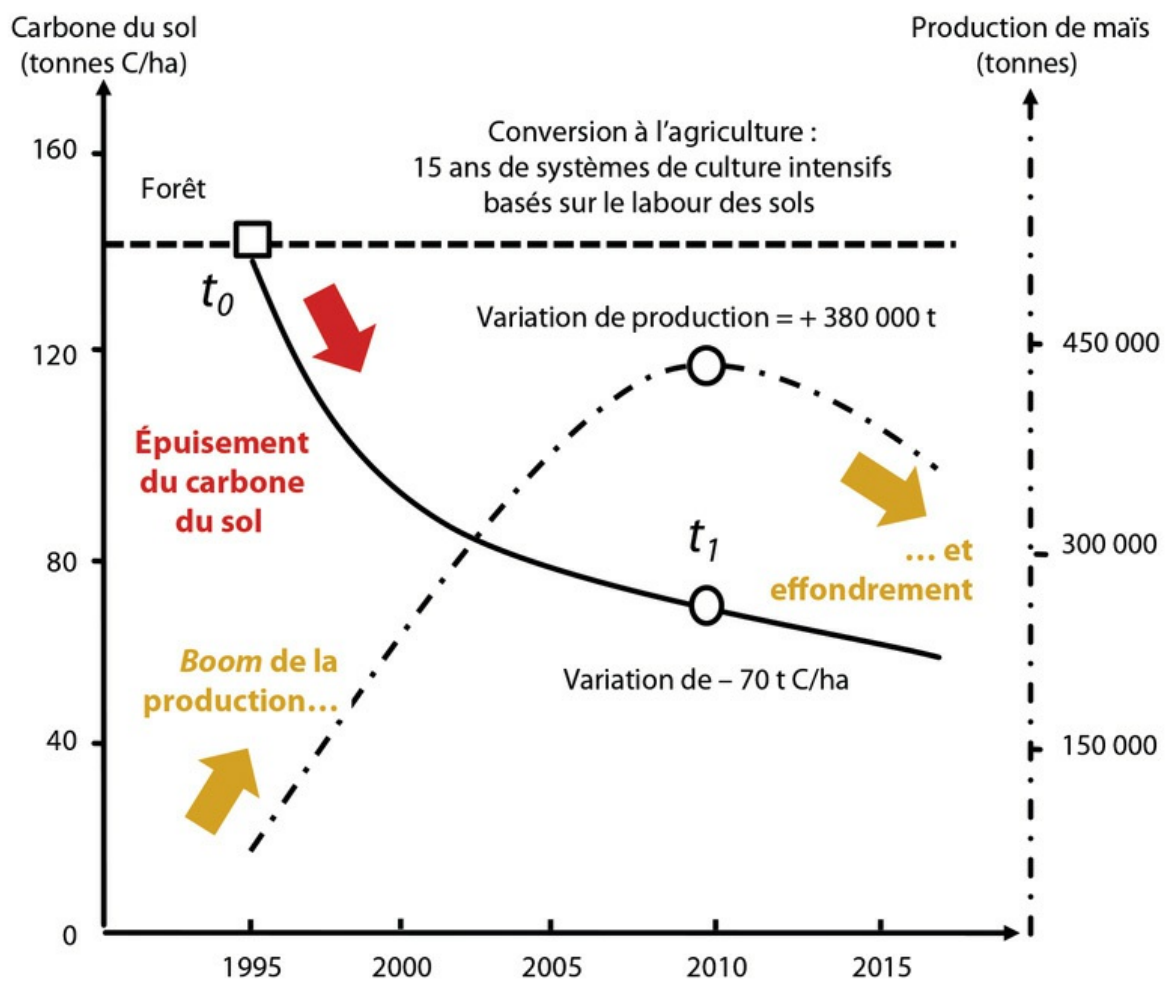 Carbone du sol
(tonnes C/ha)
Production de maïs
(tonnes)
160
Conversion à l’agriculture :
15 ans de systèmes de culture intensifs
basés sur le labour des sols
Forêt
140
t0
Variation de production = + 380 000 t
120
450 000
Épuisement
du carbone
du sol
t1
80
300 000
… et
effondrement
Boom de la
production…
Variation de – 70 t C/ha
40
150 000
0
1995
2000
2005
2010
2015